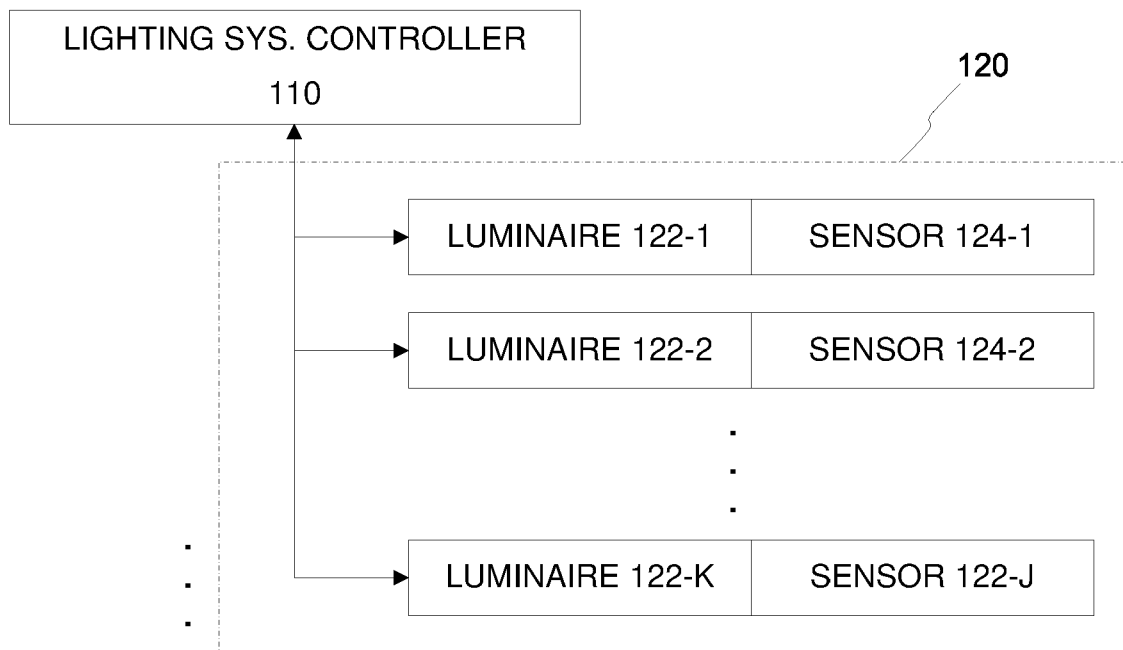 LIGHTING SYS. CONTROLLER
110
120
LUMINAIRE 122-1 SENSOR 124-1
LUMINAIRE 122-2 SENSOR 124-2
LUMINAIRE 122-K SENSOR 122-J